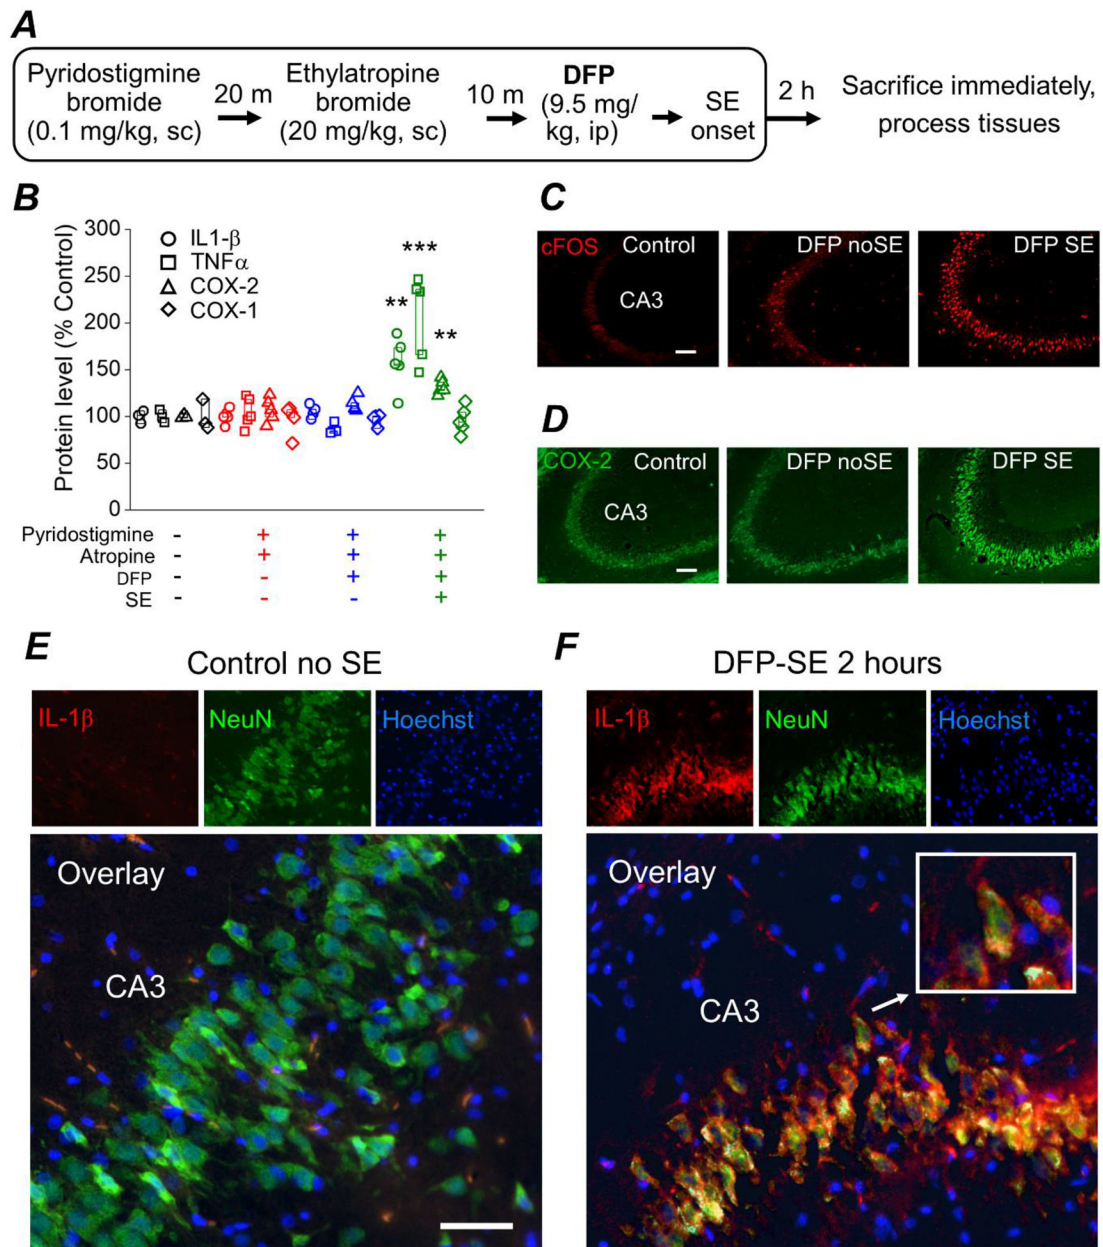 A
Pyridostigmine
bromide
(0.1 mg/kg, sc)
20 m
Ethylatropine
bromide
(20 mg/kg, sc)
10 m
DFP
(9.5 mg/
kg, ip)
SE
onset
2 h
Sacrifice immediately,
process tissues
B
Protein level (% Control)
300
250
200
150
100
50
0
IL1-β
TNFα
COX-2
COX-1
**
***
**
Pyridostigmine - + + +
Atropine - + + +
DFP - - + +
SE - - - +
C
cFOS Control
CA3
DFP noSE
DFP SE
D
COX-2 Control
CA3
DFP noSE
DFP SE
E
Control no SE
IL-1β
NeuN
Hoechst
Overlay
CA3
F
DFP-SE 2 hours
IL-1β
NeuN
Hoechst
Overlay
CA3